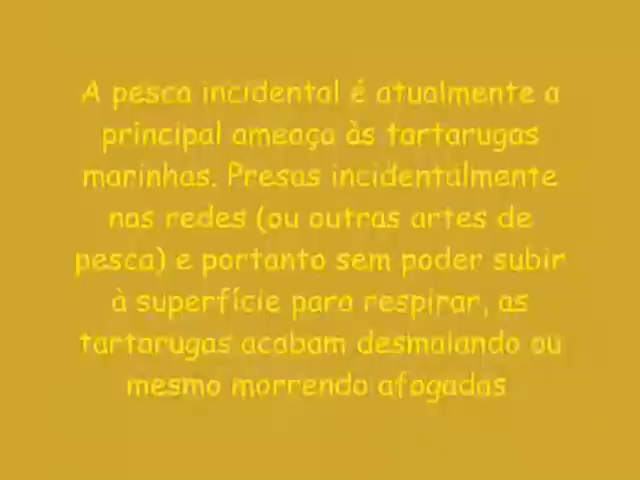 A pesca incidental é atualmente a
principal ameaça às tartarugas
marinhas. Presas incidentalmente
nas redes (ou outras artes de
pesca) e portanto sem poder subir
à superfície para respirar, as
tartarugas acabam desmaiando ou
mesmo morrendo afogadas